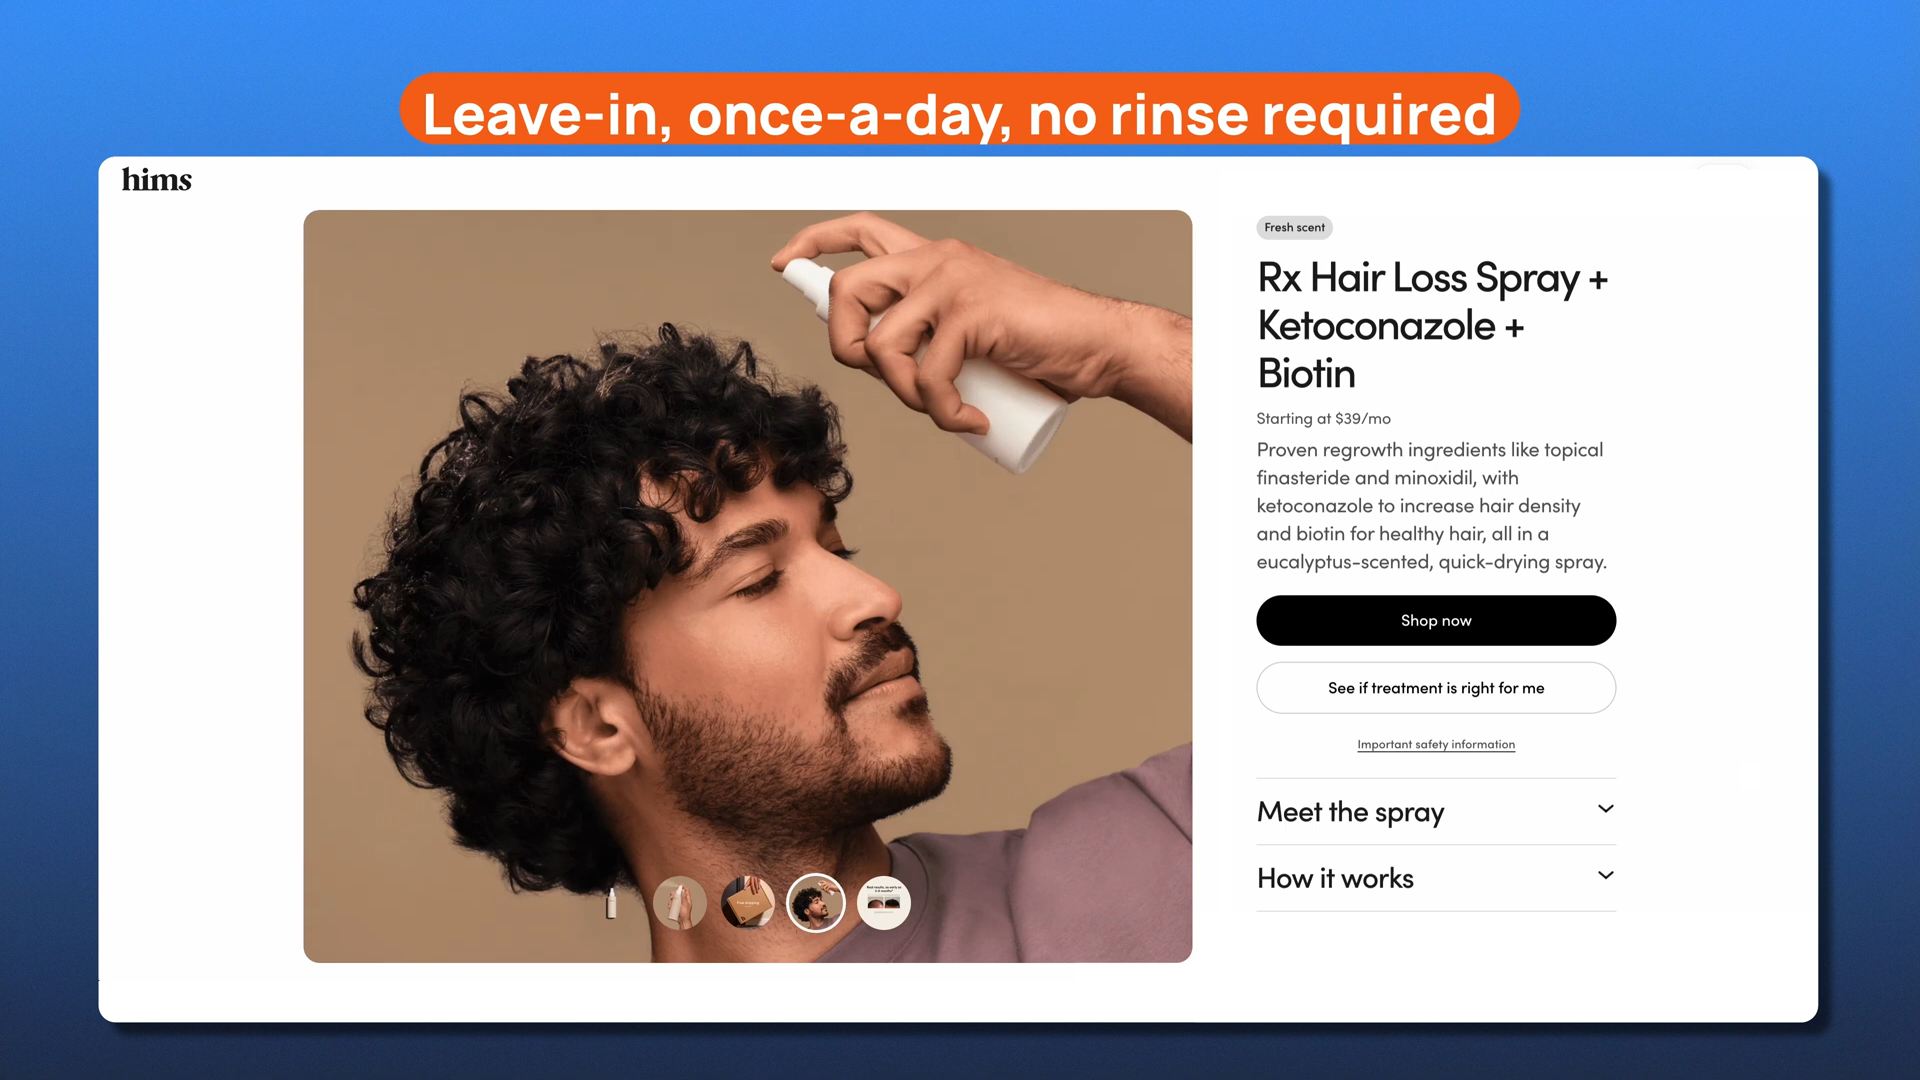 Leave-in, once-a-day, no rinse required
hims
Fresh scent
Rx Hair Loss Spray +
Ketoconazole +
Biotin
Starting at $39/mo
Proven regrowth ingredients like topical
finasteride and minoxidil, with
ketoconazole to increase hair density
and biotin for healthy hair, all in a
eucalyptus-scented, quick-drying spray.
Shop now
See if treatment is right for me
Important safety information
Meet the spray
How it works